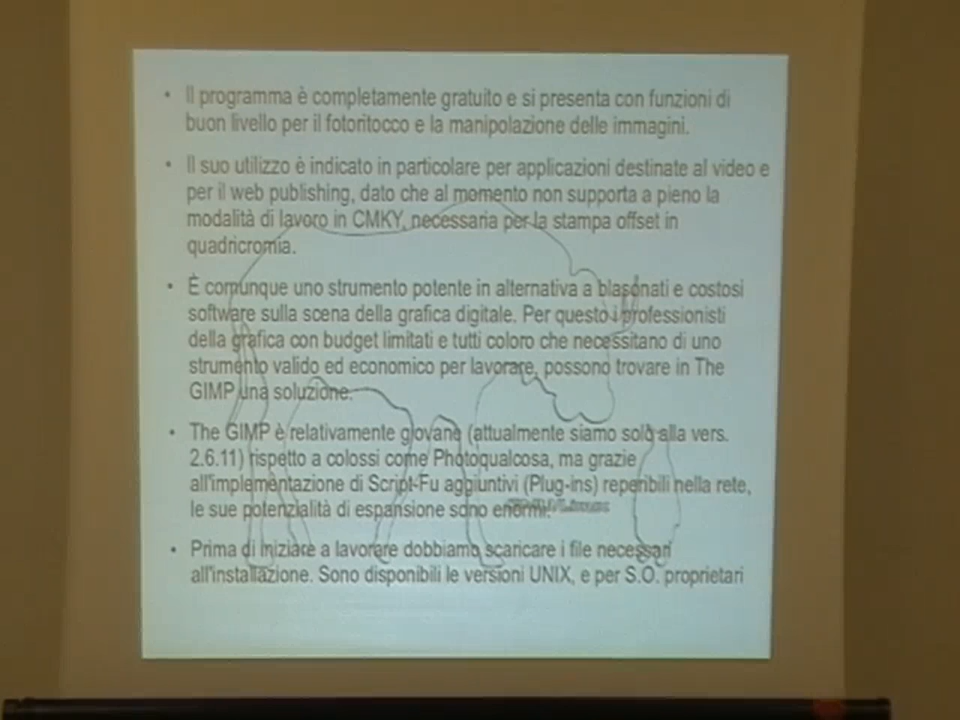 • Il programma è completamente gratuito e si presenta con funzioni di
buon livello per il fotoritocco e la manipolazione delle immagini.
• Il suo utilizzo è indicato in particolare per applicazioni destinate al video e
per il web publishing, dato che al momento non supporta a pieno la
modalità di lavoro in CMKY, necessaria per la stampa offset in
quadricromia.
• È comunque uno strumento potente in alternativa a blasonati e costosi
software sulla scena della grafica digitale. Per questo i professionisti
della grafica con budget limitati e tutti coloro che necessitano di uno
strumento valido ed economico per lavorare, possono trovare in The
GIMP una soluzione.
• The GIMP è relativamente giovane (attualmente siamo solo alla vers.
2.6.11) rispetto a colossi come Photoqualcosa, ma grazie
all'implementazione di Script-Fu aggiuntivi (Plug-ins) reperibili nella rete,
le sue potenzialità di espansione sono enormi.
• Prima di iniziare a lavorare dobbiamo scaricare i file necessari
all'installazione. Sono disponibili le versioni UNIX, e per S.O. proprietari